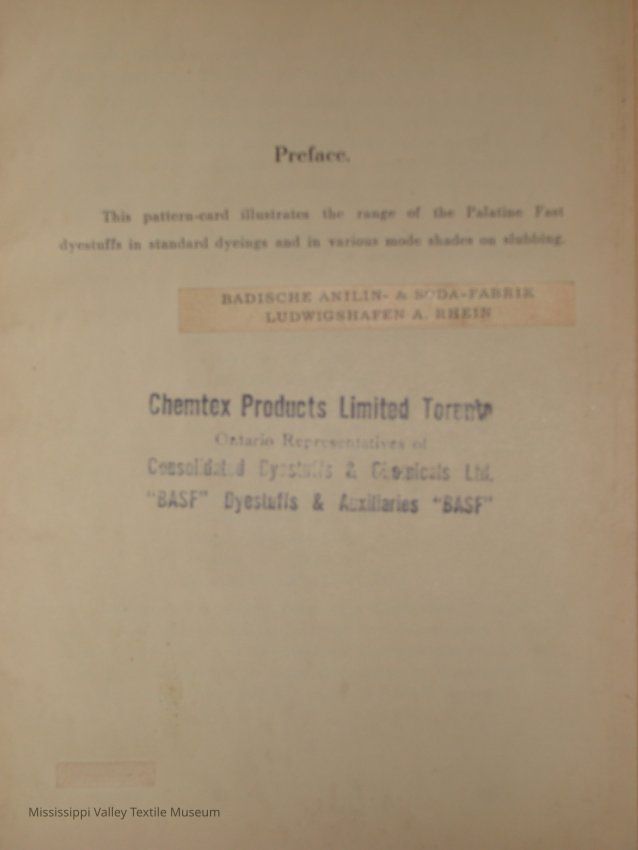 Preface.
This pattern-card illustrates the range of the Palatine Fast
dyestuffs in standard dyeings and in various mode shades on slubbing.
BADISCHE ANILIN- & SODA-FABRIK
LUDWIGSHAFEN A. RHEIN
Chemtex Products Limited Toronto
Ontario Representatives of
Consolidated Dyestuffs & Chemicals Ltd.
"BASF" Dyestuffs & Auxiliaries "BASF"
Mississippi Valley Textile Museum